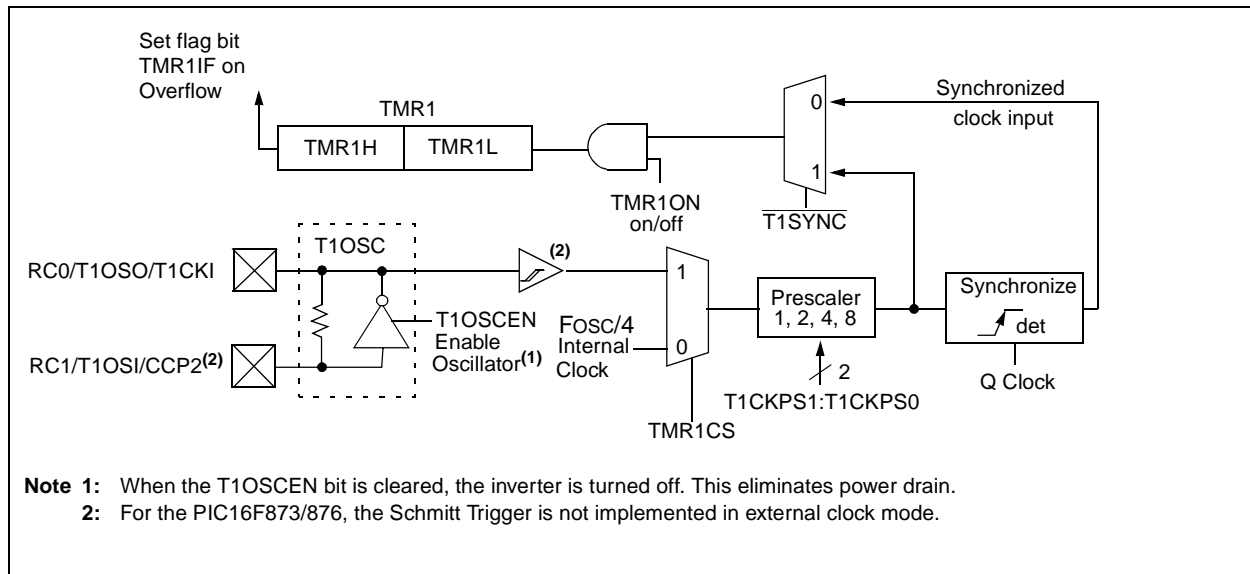 Set flag bit
TMR1IF on
Overflow
TMR1
TMR1H
TMR1L
TMR1ON
on/off
0
1
T1SYNC
Synchronized
clock input
T1OSC
RC0/T1OSO/T1CKI
RC1/T1OSI/CCP2(2)
T1OSCEN
Enable
Oscillator(1)
(2)
FOSC/4
Internal
Clock
1
0
TMR1CS
Prescaler
1, 2, 4, 8
2
T1CKPS1:T1CKPS0
Synchronize
det
Q Clock
Note 1: When the T1OSCEN bit is cleared, the inverter is turned off. This eliminates power drain.
2: For the PIC16F873/876, the Schmitt Trigger is not implemented in external clock mode.